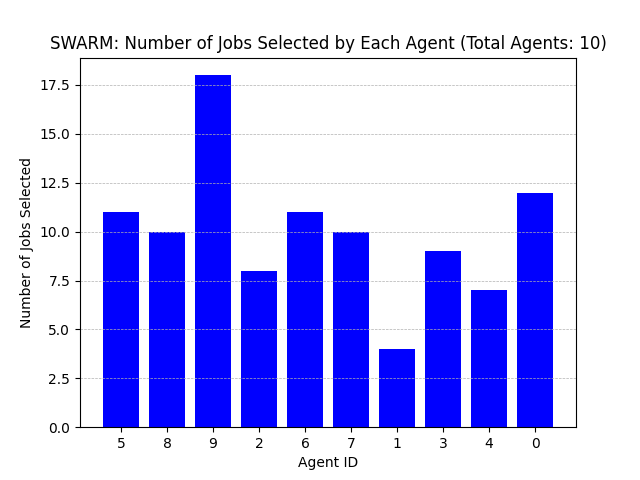 SWARM: Number of Jobs Selected by Each Agent (Total Agents: 10)
17.5
15.0
12.5
10.0
7.5
5.0
2.5
0.0
Number of Jobs Selected
5 8 9 2 6 7 1 3 4 0
Agent ID